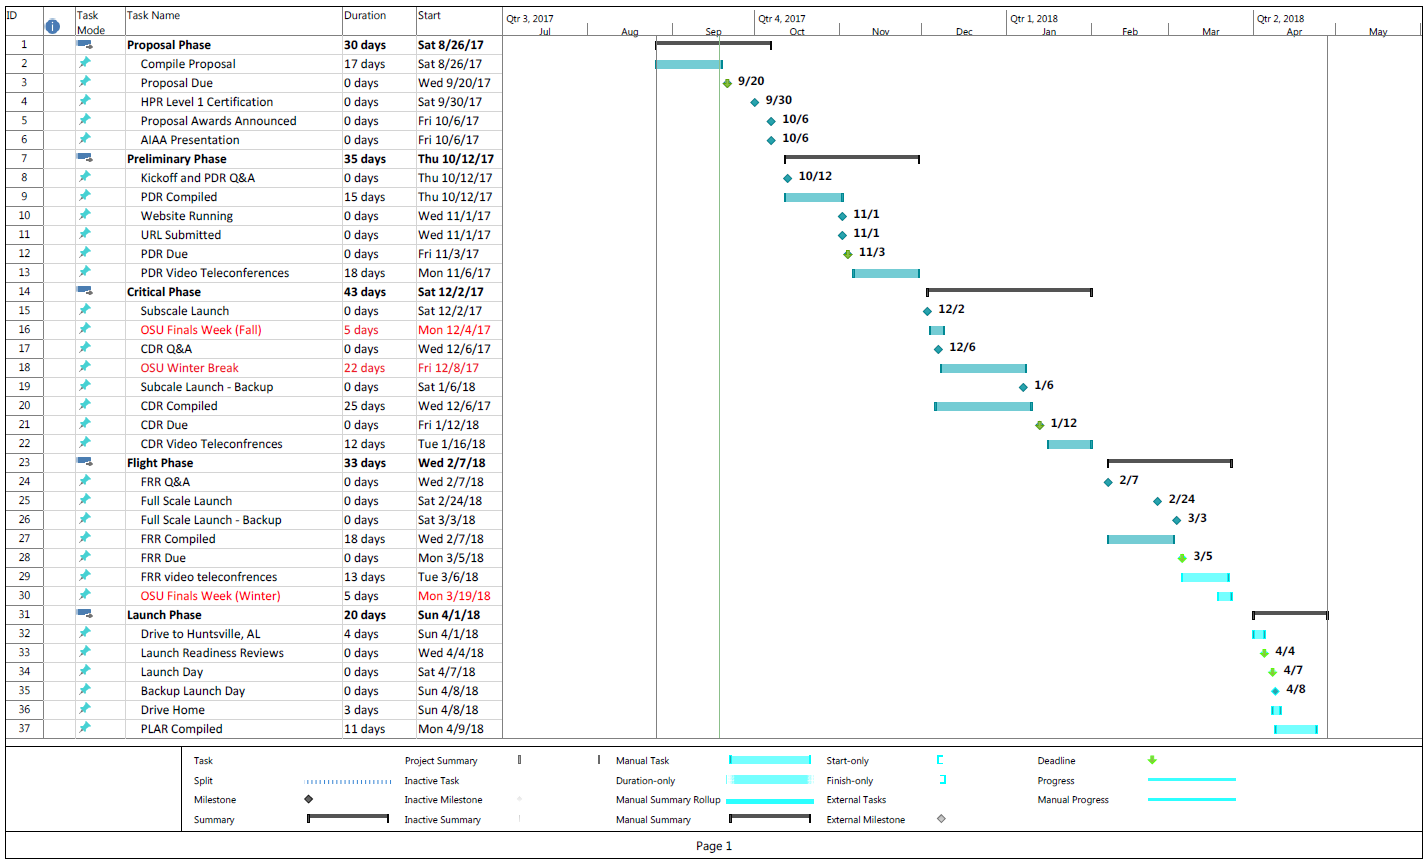 ID Task Mode Task Name Duration Start Qtr 3, 2017 Qtr 4, 2017 Qtr 1, 2018 Qtr 2, 2018
Jul Aug Sep Oct Nov Dec Jan Feb Mar Apr May
1 Proposal Phase 30 days Sat 8/26/17
2 Compile Proposal 17 days Sat 8/26/17
3 Proposal Due 0 days Wed 9/20/17 9/20
4 HPR Level 1 Certification 0 days Sat 9/30/17 9/30
5 Proposal Awards Announced 0 days Fri 10/6/17 10/6
6 AIAA Presentation 0 days Fri 10/6/17 10/6
7 Preliminary Phase 35 days Thu 10/12/17
8 Kickoff and PDR Q&A 0 days Thu 10/12/17 10/12
9 PDR Compiled 15 days Thu 10/12/17
10 Website Running 0 days Wed 11/1/17 11/1
11 URL Submitted 0 days Wed 11/1/17 11/1
12 PDR Due 0 days Fri 11/3/17 11/3
13 PDR Video Teleconferences 18 days Mon 11/6/17
14 Critical Phase 43 days Sat 12/2/17
15 Subscale Launch 0 days Sat 12/2/17 12/2
16 OSU Finals Week (Fall) 5 days Mon 12/4/17
17 CDR Q&A 0 days Wed 12/6/17 12/6
18 OSU Winter Break 22 days Fri 12/8/17
19 Subcale Launch - Backup 0 days Sat 1/6/18 1/6
20 CDR Compiled 25 days Wed 12/6/17
21 CDR Due 0 days Fri 1/12/18 1/12
22 CDR Video Teleconfrences 12 days Tue 1/16/18
23 Flight Phase 33 days Wed 2/7/18
24 FRR Q&A 0 days Wed 2/7/18 2/7
25 Full Scale Launch 0 days Sat 2/24/18 2/24
26 Full Scale Launch - Backup 0 days Sat 3/3/18 3/3
27 FRR Compiled 18 days Wed 2/7/18
28 FRR Due 0 days Mon 3/5/18 3/5
29 FRR video teleconfrences 13 days Tue 3/6/18
30 OSU Finals Week (Winter) 5 days Mon 3/19/18
31 Launch Phase 20 days Sun 4/1/18
32 Drive to Huntsville, AL 4 days Sun 4/1/18
33 Launch Readiness Reviews 0 days Wed 4/4/18 4/4
34 Launch Day 0 days Sat 4/7/18 4/7
35 Backup Launch Day 0 days Sun 4/8/18 4/8
36 Drive Home 3 days Sun 4/8/18
37 PLAR Compiled 11 days Mon 4/9/18
Task Project Summary Manual Task Start-only Deadline
Split Inactive Task Duration-only Finish-only Progress
Milestone Inactive Milestone Manual Summary Rollup External Tasks Manual Progress
Summary Inactive Summary Manual Summary External Milestone
Page 1